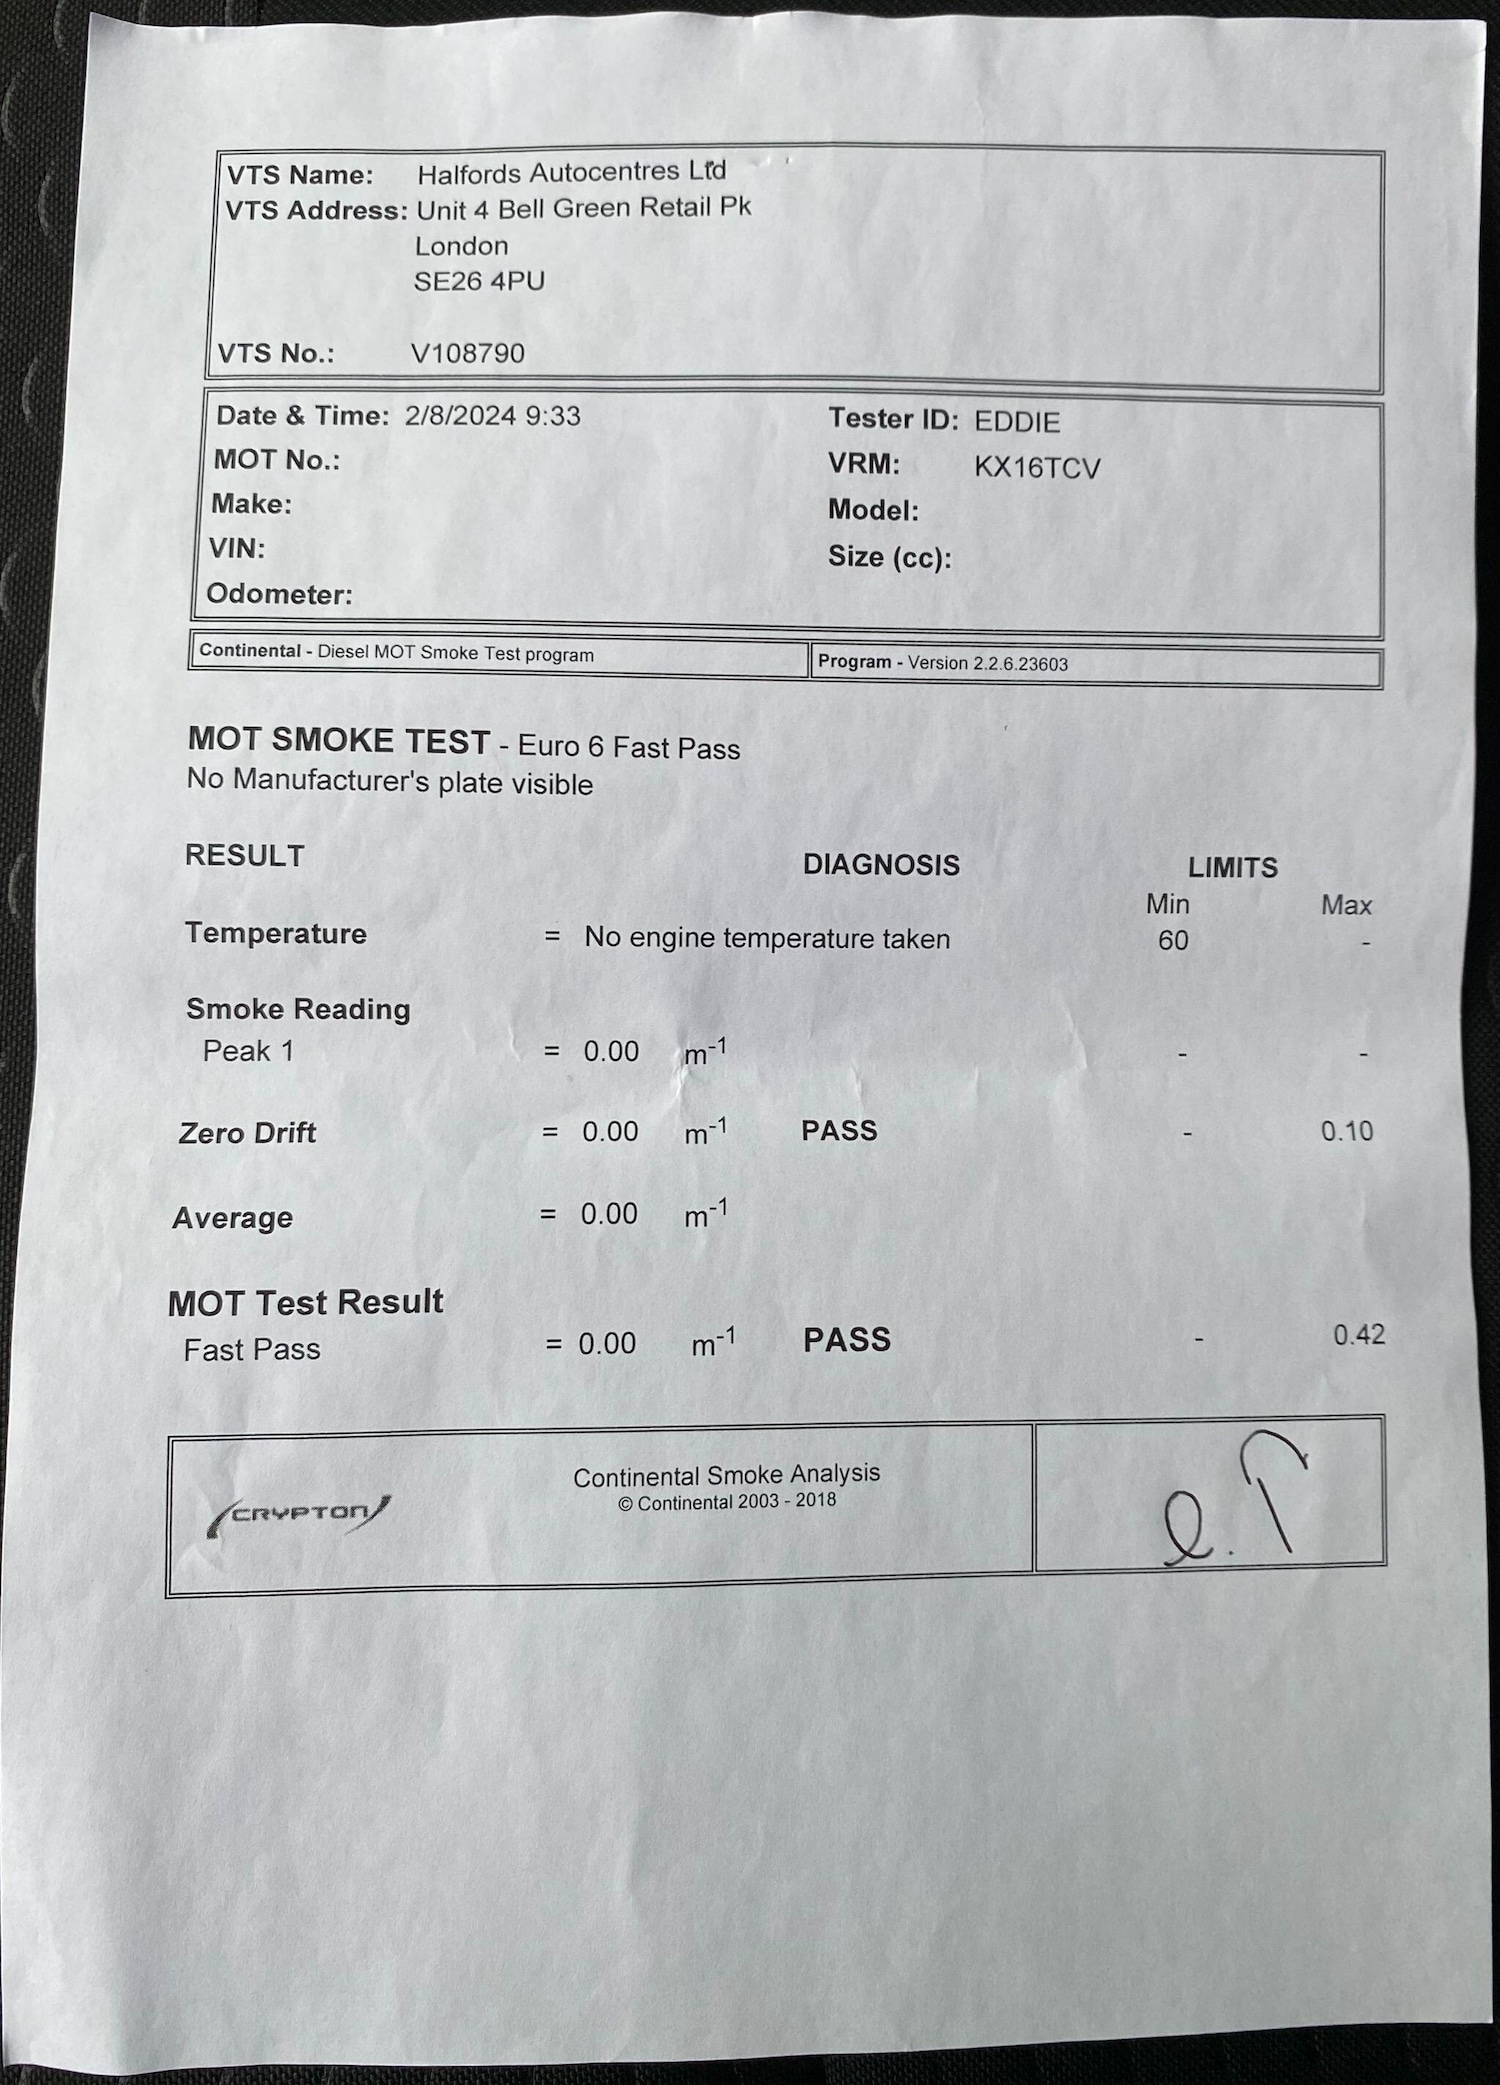 VTS Name: Halfords Autocentres Ltd
VTS Address: Unit 4 Bell Green Retail Pk
London
SE26 4PU
VTS No.: V108790
Date & Time: 2/8/2024 9:33 Tester ID: EDDIE
MOT No.: VRM: KX16TCV
Make: Model:
VIN: Size (cc):
Odometer:
Continental - Diesel MOT Smoke Test program Program - Version 2.2.6.23603
MOT SMOKE TEST - Euro 6 Fast Pass
No Manufacturer's plate visible
RESULT DIAGNOSIS LIMITS
Min Max
Temperature = No engine temperature taken 60 -
Smoke Reading
Peak 1 = 0.00 m-1 - -
Zero Drift = 0.00 m-1 PASS - 0.10
Average = 0.00 m-1
MOT Test Result
Fast Pass = 0.00 m-1 PASS - 0.42
CRYPTON Continental Smoke Analysis
© Continental 2003 - 2018